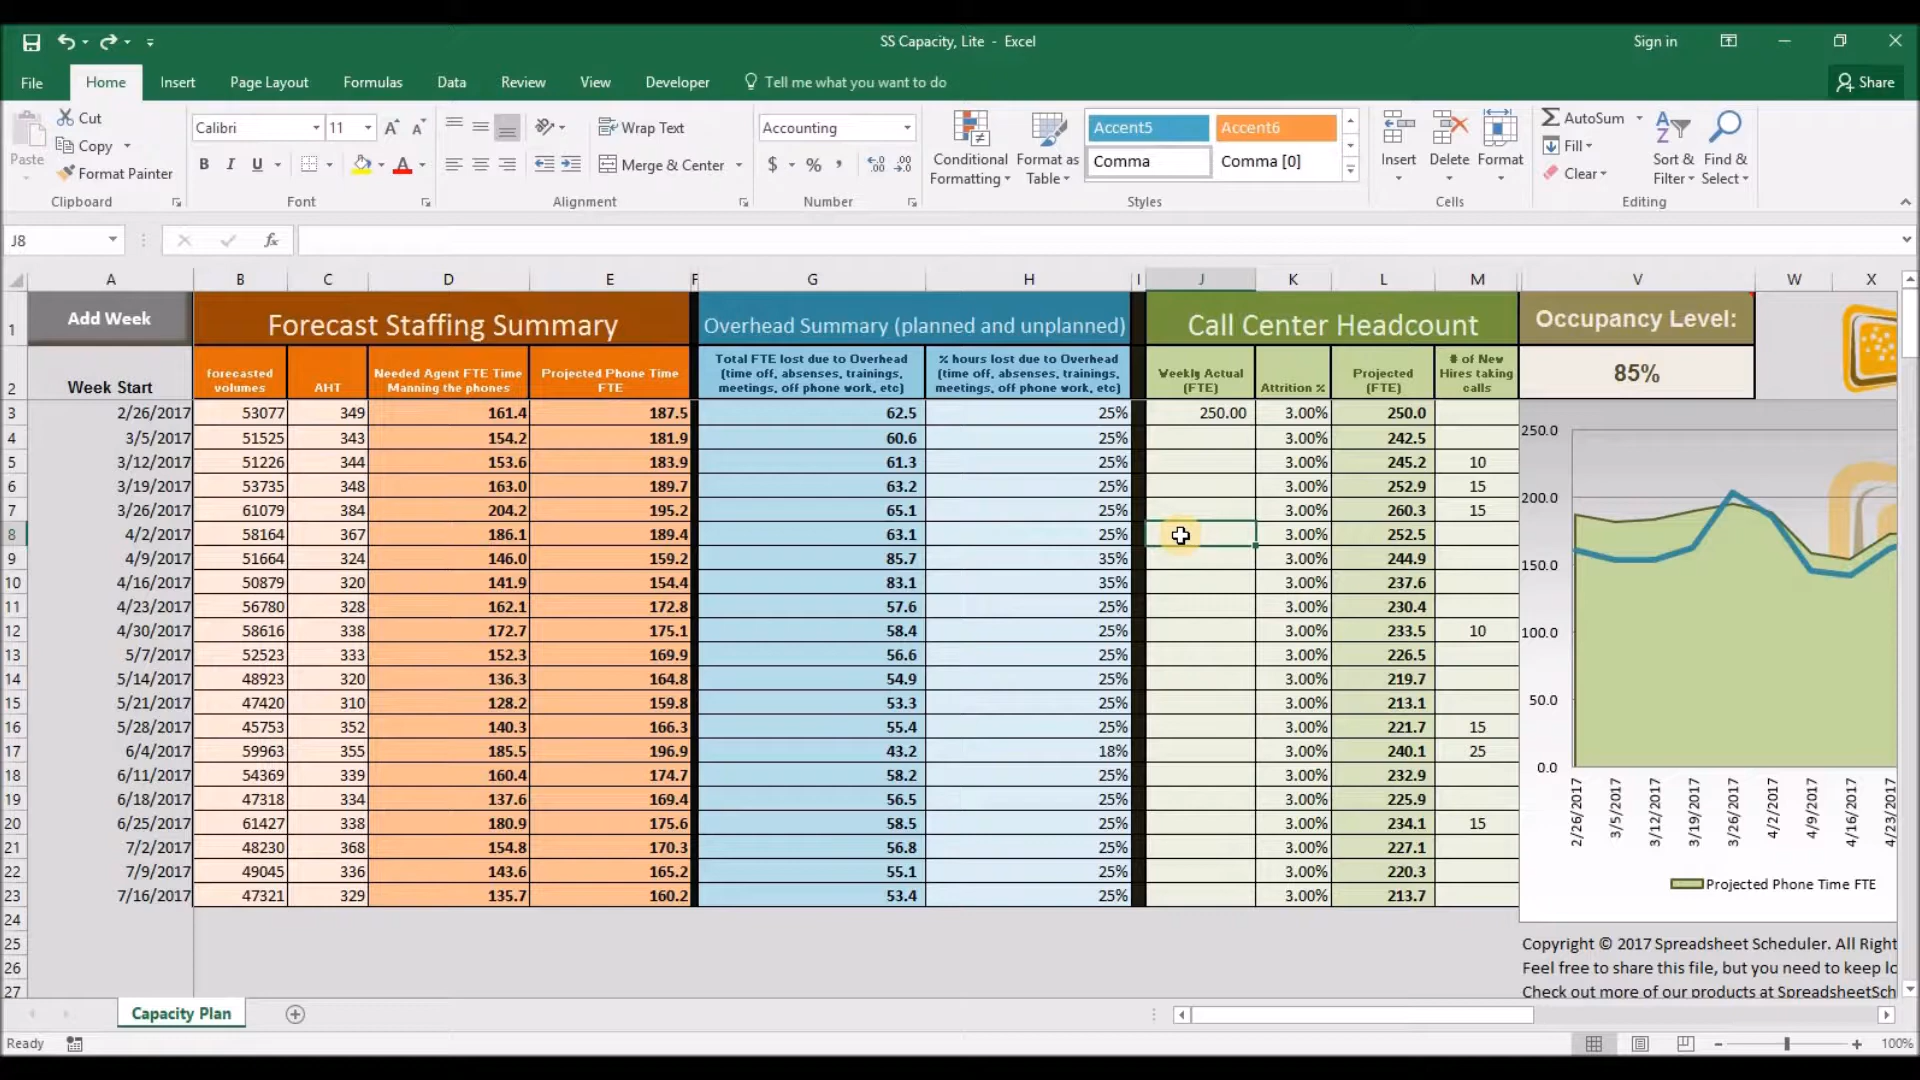 SS Capacity, Lite - Excel
Sign in
File Home Insert Page Layout Formulas Data Review View Developer Tell me what you want to do Share
Paste
Cut
Copy
Format Painter
Clipboard
Calibri 11 A A
B I U A
Font
Wrap Text
Merge & Center
Alignment
Accounting
$ % ,
Number
Conditional Formatting
Format as Table
Accent5 Accent6
Comma Comma [0]
Styles
Insert Delete Format
Cells
AutoSum
Fill
Clear
Sort & Filter
Find & Select
Editing
J8 fx
A B C D E F G H I J K L M V W X
1 Add Week Forecast Staffing Summary Overhead Summary (planned and unplanned) Call Center Headcount Occupancy Level:
2 Week Start forecasted volumes AHT Needed Agent FTE Time Manning the phones Projected Phone Time FTE Total FTE lost due to Overhead (time off, absenses, trainings, meetings, off phone work, etc) % hours lost due to Overhead (time off, absenses, trainings, meetings, off phone work, etc) Weekly Actual (FTE) Attrition % Projected (FTE) # of New Hires taking calls 85%
3 2/26/2017 53077 349 161.4 187.5 62.5 25% 250.00 3.00% 250.0
4 3/5/2017 51525 343 154.2 181.9 60.6 25% 3.00% 242.5
5 3/12/2017 51226 344 153.6 183.9 61.3 25% 3.00% 245.2 10
6 3/19/2017 53735 348 163.0 189.7 63.2 25% 3.00% 252.9 15
7 3/26/2017 61079 384 204.2 195.2 65.1 25% 3.00% 260.3 15
8 4/2/2017 58164 367 186.1 189.4 63.1 25% 3.00% 252.5
9 4/9/2017 51664 324 146.0 159.2 85.7 35% 3.00% 244.9
10 4/16/2017 50879 320 141.9 154.4 83.1 35% 3.00% 237.6
11 4/23/2017 56780 328 162.1 172.8 57.6 25% 3.00% 230.4
12 4/30/2017 58616 338 172.7 175.1 58.4 25% 3.00% 233.5 10
13 5/7/2017 52523 333 152.3 169.9 56.6 25% 3.00% 226.5
14 5/14/2017 48923 320 136.3 164.8 54.9 25% 3.00% 219.7
15 5/21/2017 47420 310 128.2 159.8 53.3 25% 3.00% 213.1
16 5/28/2017 45753 352 140.3 166.3 55.4 25% 3.00% 221.7 15
17 6/4/2017 59963 355 185.5 196.9 43.2 18% 3.00% 240.1 25
18 6/11/2017 54369 339 160.4 174.7 58.2 25% 3.00% 232.9
19 6/18/2017 47318 334 137.6 169.4 56.5 25% 3.00% 225.9
20 6/25/2017 61427 338 180.9 175.6 58.5 25% 3.00% 234.1 15
21 7/2/2017 48230 368 154.8 170.3 56.8 25% 3.00% 227.1
22 7/9/2017 49045 336 143.6 165.2 55.1 25% 3.00% 220.3
23 7/16/2017 47321 329 135.7 160.2 53.4 25% 3.00% 213.7
24
25
26
27
250.0
200.0
150.0
100.0
50.0
0.0
2/26/2017 3/5/2017 3/12/2017 3/19/2017 3/26/2017 4/2/2017 4/9/2017 4/16/2017 4/23/2017
Projected Phone Time FTE
Copyright © 2017 Spreadsheet Scheduler. All Right
Feel free to share this file, but you need to keep lo
Check out more of our products at SpreadsheetSch
Capacity Plan
Ready
100%